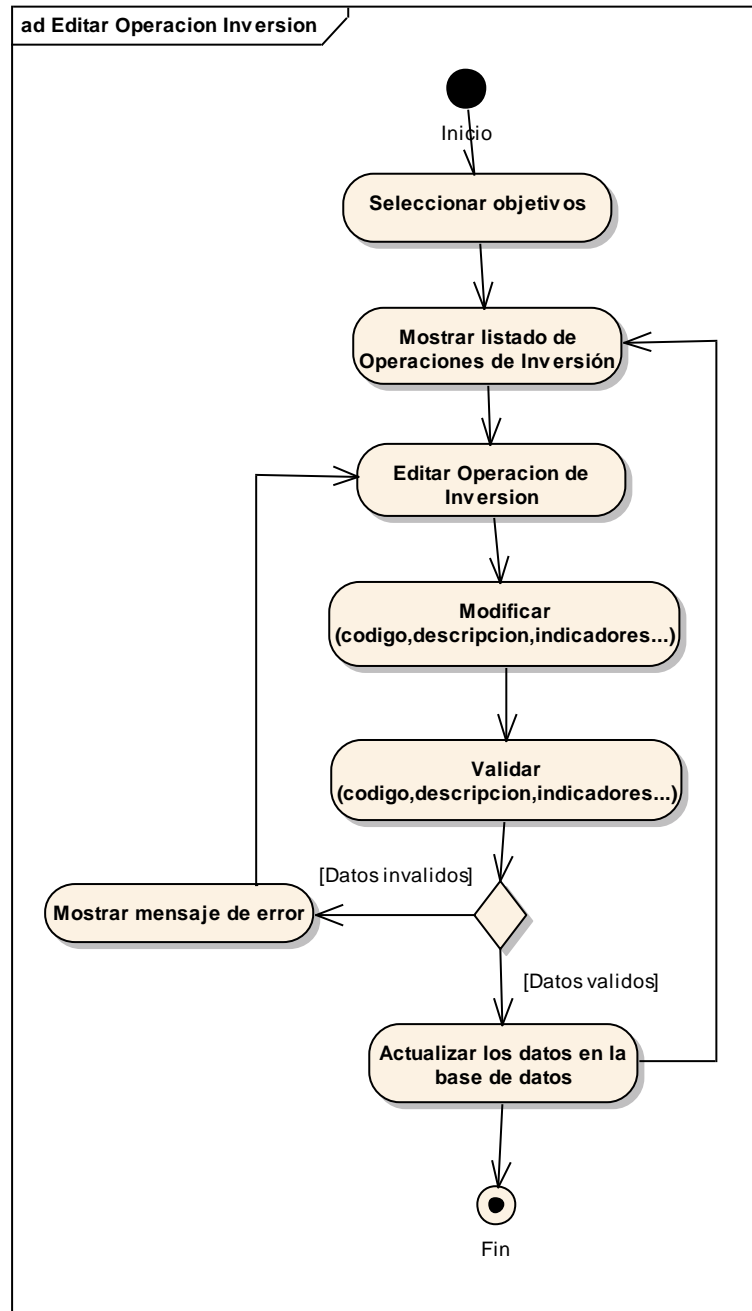 ad Editar Operacion Inversion
Inicio
Seleccionar objetivos
Mostrar listado de
Operaciones de Inversión
Editar Operacion de
Inversion
Modificar
(codigo,descripcion,indicadores...)
Validar
(codigo,descripcion,indicadores...)
[Datos invalidos]
Mostrar mensaje de error
[Datos validos]
Actualizar los datos en la
base de datos
Fin